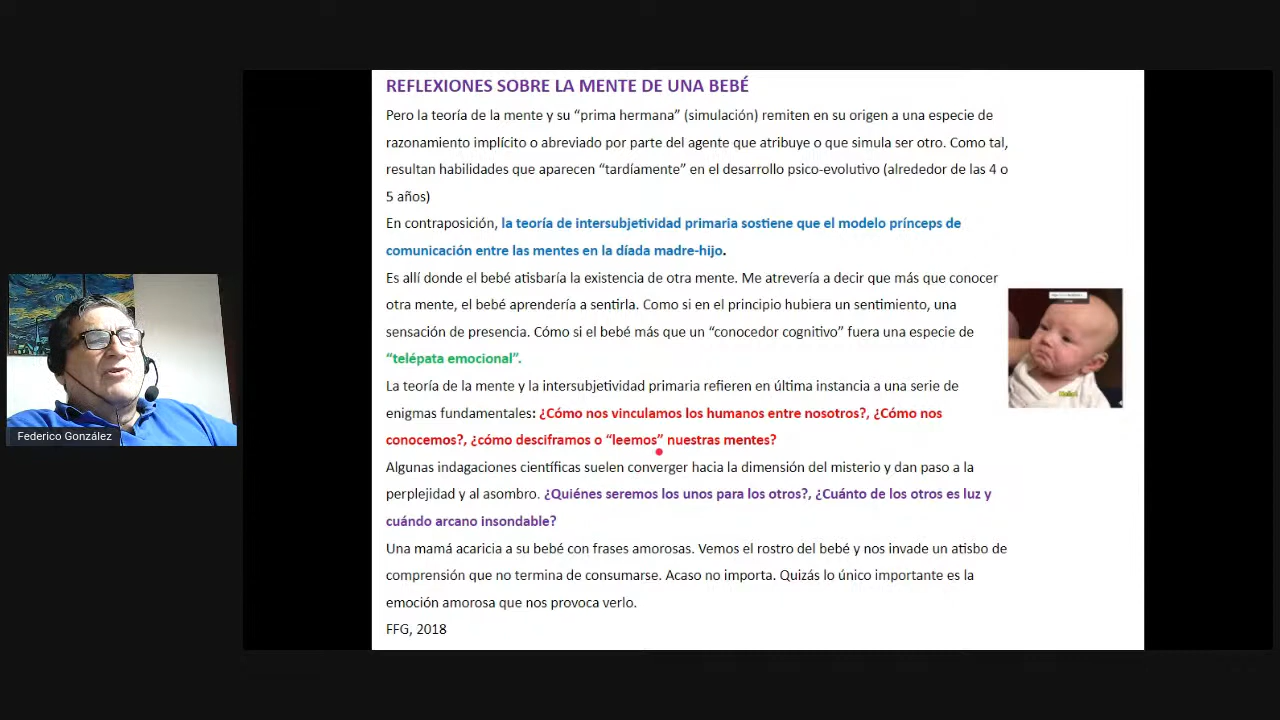 REFLEXIONES SOBRE LA MENTE DE UNA BEBÉ
Pero la teoría de la mente y su “prima hermana” (simulación) remiten en su origen a una especie de
razonamiento implícito o abreviado por parte del agente que atribuye o que simula ser otro. Como tal,
resultan habilidades que aparecen “tardíamente” en el desarrollo psico-evolutivo (alrededor de las 4 o
5 años)
En contraposición, la teoría de intersubjetividad primaria sostiene que el modelo prínceps de
comunicación entre las mentes en la díada madre-hijo.
Es allí donde el bebé atisbaría la existencia de otra mente. Me atrevería a decir que más que conocer
otra mente, el bebé aprendería a sentirla. Como si en el principio hubiera un sentimiento, una
sensación de presencia. Cómo si el bebé más que un “conocedor cognitivo” fuera una especie de
“telépata emocional”.
La teoría de la mente y la intersubjetividad primaria refieren en última instancia a una serie de
enigmas fundamentales: ¿Cómo nos vinculamos los humanos entre nosotros?, ¿Cómo nos
conocemos?, ¿cómo desciframos o “leemos” nuestras mentes?
Algunas indagaciones científicas suelen converger hacia la dimensión del misterio y dan paso a la
perplejidad y al asombro. ¿Quiénes seremos los unos para los otros?, ¿Cuánto de los otros es luz y
cuándo arcano insondable?
Una mamá acaricia a su bebé con frases amorosas. Vemos el rostro del bebé y nos invade un atisbo de
comprensión que no termina de consumarse. Acaso no importa. Quizás lo único importante es la
emoción amorosa que nos provoca verlo.
FFG, 2018
Federico González